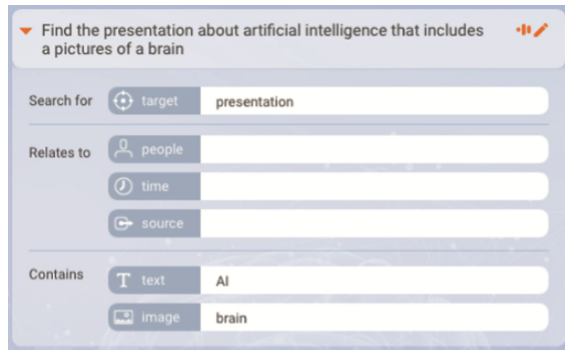 Find the presentation about artificial intelligence that includes
a pictures of a brain
Search for target presentation
Relates to people
time
source
Contains text AI
image brain